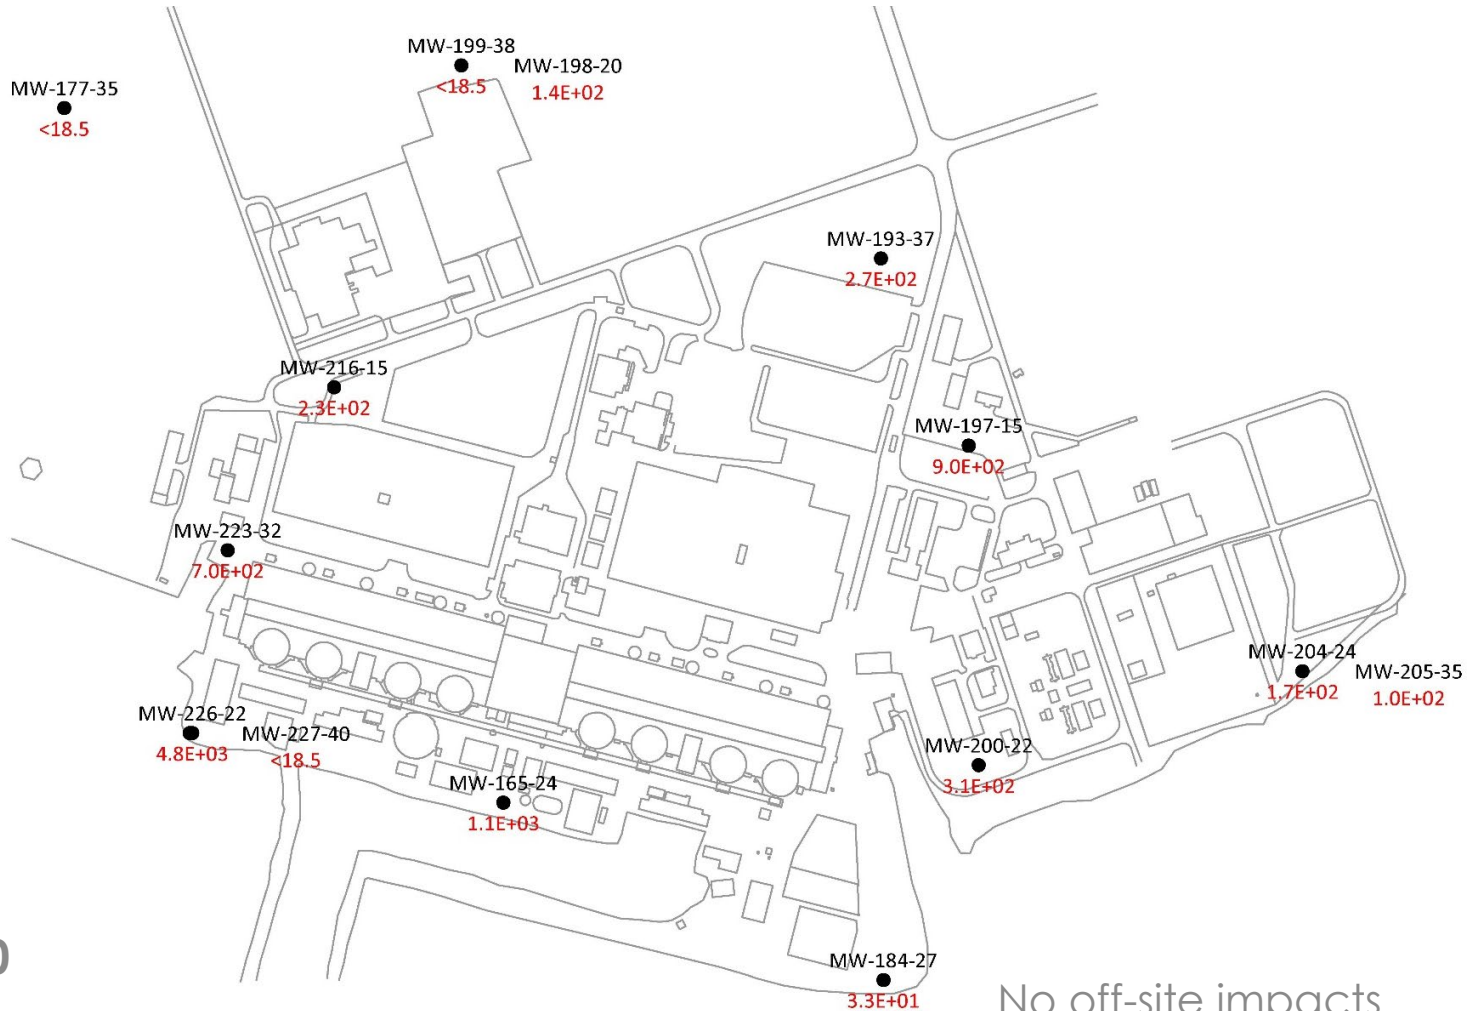 MW-199-38
<18.5
MW-198-20
1.4E+02
MW-177-35
<18.5
MW-193-37
2.7E+02
MW-216-15
2.3E+02
MW-197-15
9.0E+02
MW-223-32
7.0E+02
MW-204-24
1.7E+02
MW-205-35
1.0E+02
MW-226-22
4.8E+03
MW-227-40
<18.5
MW-200-22
3.1E+02
MW-165-24
1.1E+03
MW-184-27
3.3E+01
0
No off-site impacts